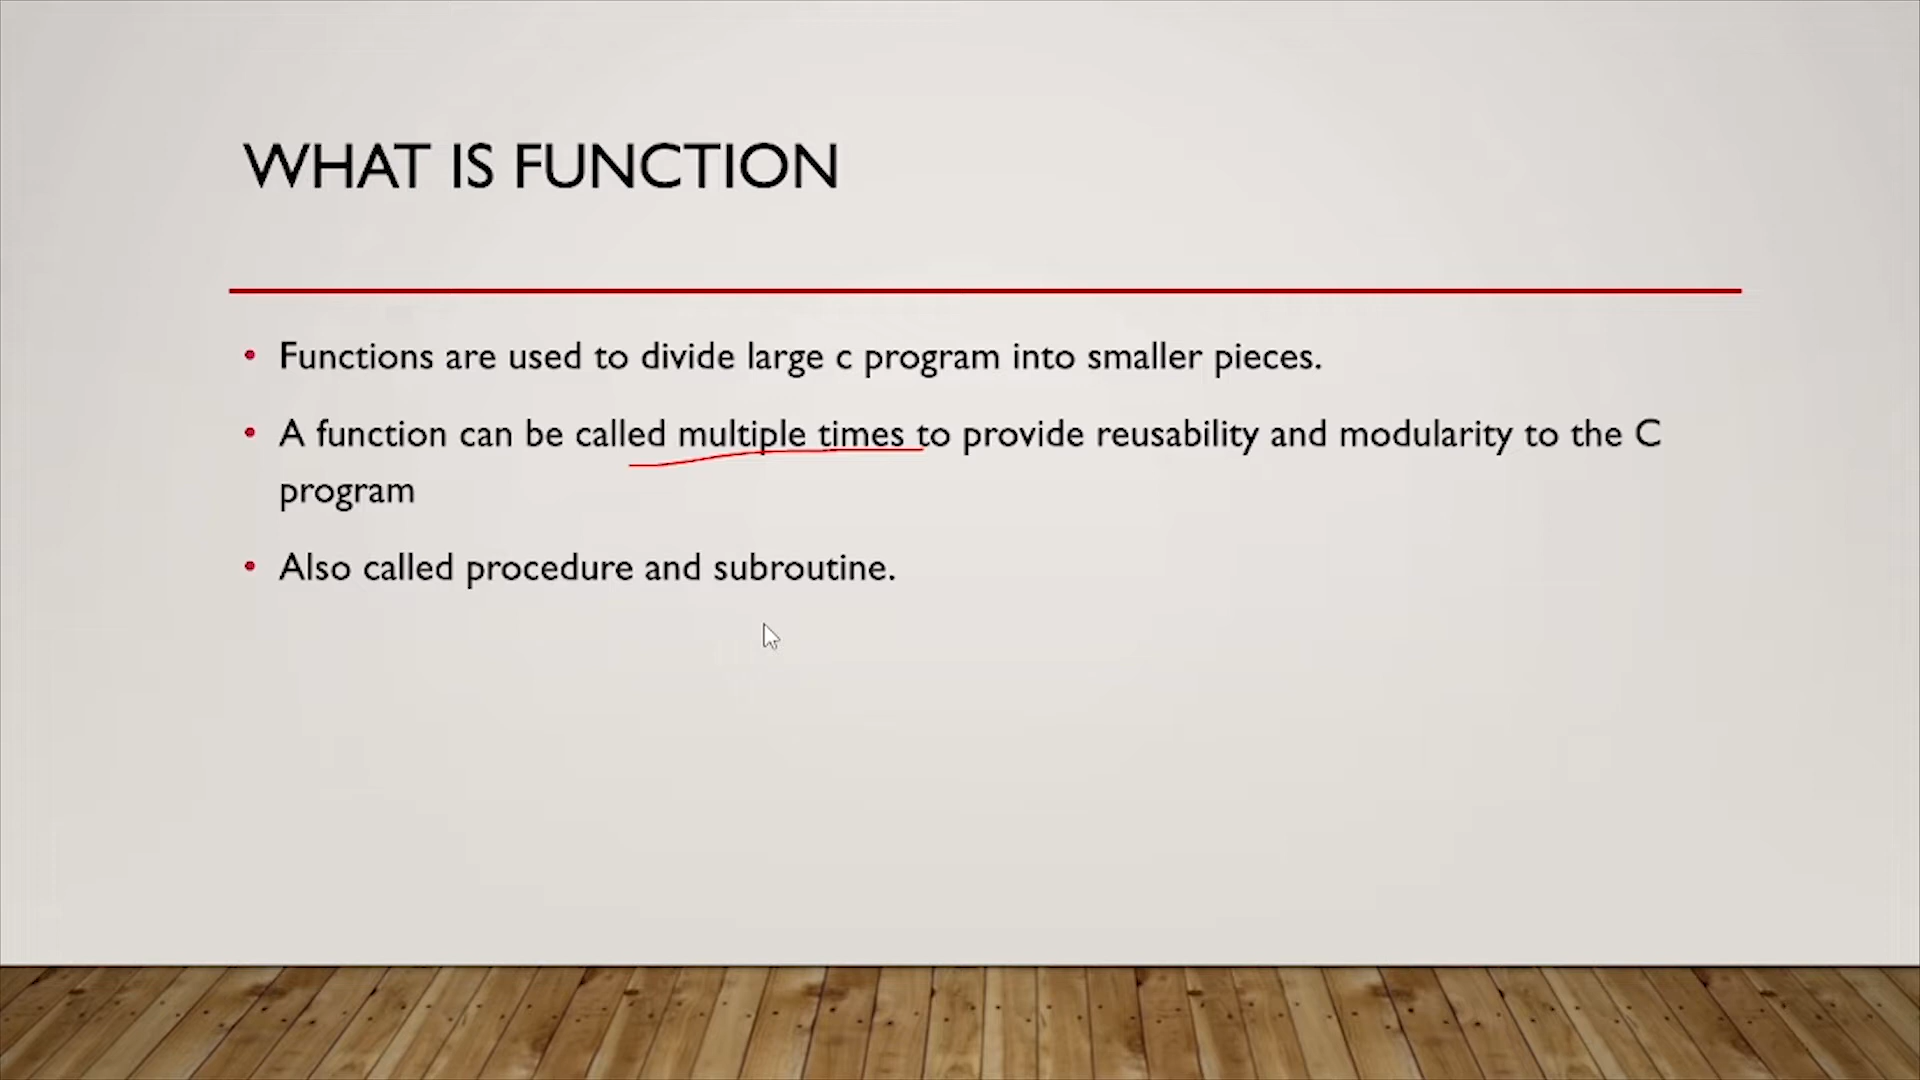 WHAT IS FUNCTION
• Functions are used to divide large c program into smaller pieces.
• A function can be called multiple times to provide reusability and modularity to the C
program
• Also called procedure and subroutine.